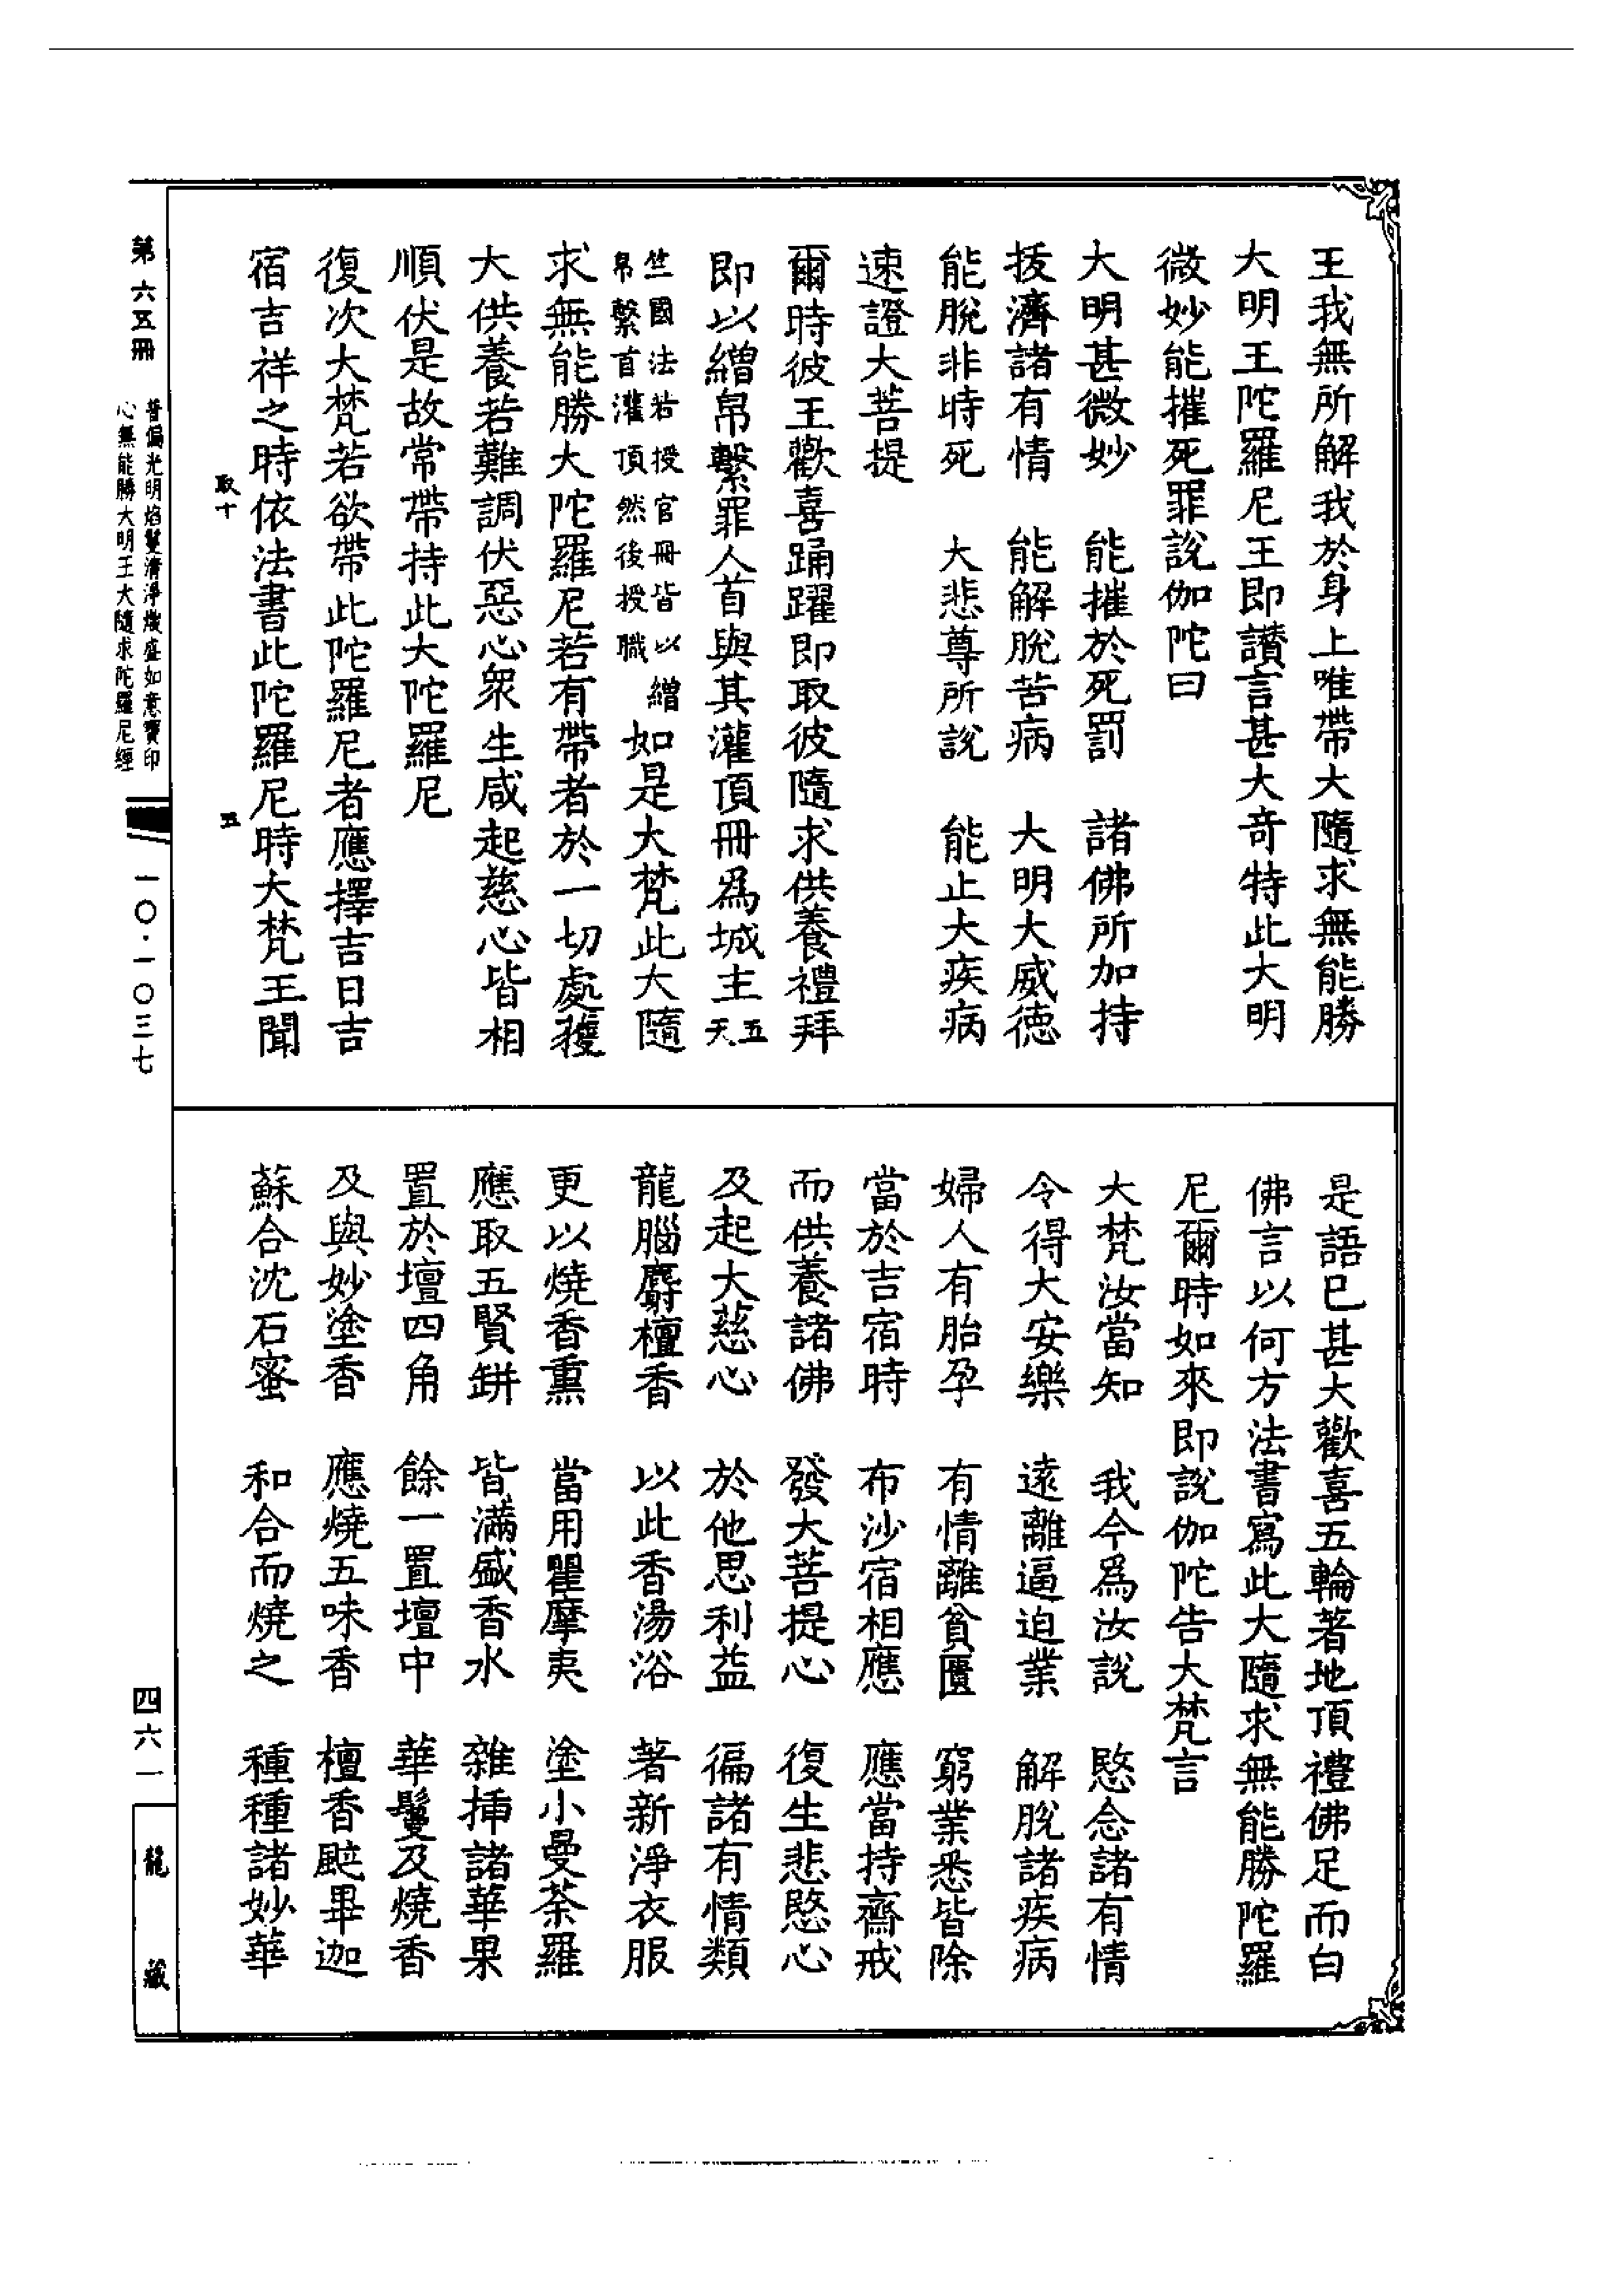 王我無所解我於身上唯帶大隨求無能勝
大明王陀羅尼王即讚言甚大奇特此大明
微妙能摧死罪說伽陀曰
大明甚微妙　能摧於死罰　諸佛所加持
拔濟諸有情　能解脫苦病　大明大威德
能脫非時死　大悲尊所說　能止大疾病
速證大菩提
爾時彼王歡喜踊躍即取彼隨求供養禮拜
即以繒帛繫罪人首與其灌頂冊為城主五天
竺國法若授官冊皆以繒帛繫首灌頂然後授職如是大梵此大隨
求無能勝大陀羅尼若有帶者於一切處獲
大供養若難調伏惡心眾生咸起慈心皆相
順伏是故常帶持此大陀羅尼
復次大梵若欲帶此陀羅尼者應擇吉日吉
宿吉祥之時依法書此陀羅尼時大梵王聞
取十　五
是語已甚大歡喜五輪著地頂禮佛足而白
佛言以何方法書寫此大隨求無能勝陀羅
尼爾時如來即說伽陀告大梵言
大梵汝當知　我今為汝說　愍念諸有情
令得大安樂　遠離逼迫業　解脫諸疾病
婦人有胎孕　有情離貧匱　窮業悉皆除
當於吉宿時　布沙宿相應　應當持齋戒
而供養諸佛　發大菩提心　復生悲愍心
及起大慈心　於他思利益　徧諸有情類
龍腦麝檀香　以此香湯浴　著新淨衣服
更以燒香熏　當用瞿摩夷　塗小曼荼羅
應取五賢缾　皆滿盛香水　雜插諸華果
置於壇四角　餘一置壇中　華鬘及燒香
及與妙塗香　應燒五味香　檀香颰畢迦
蘇合沈石蜜　和合而燒之　種種諸妙華
第六五冊
普徧光明焰鬘清淨熾盛如意寶印
心無能勝大明王大隨求陀羅尼經
一〇·一〇三七
四六一
龍藏